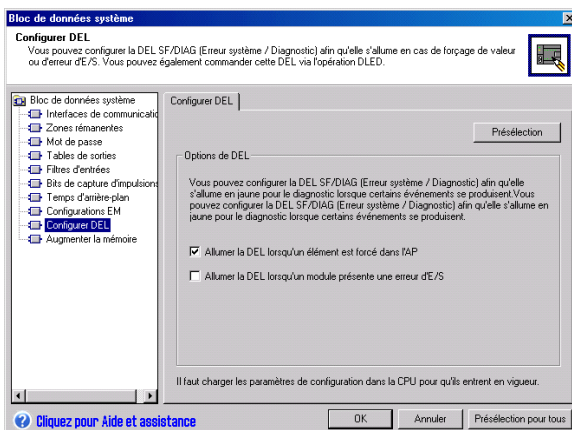 Bloc de données système
Configurer DEL
Vous pouvez configurer la DEL SF/DIAG (Erreur système / Diagnostic) afin qu'elle s'allume en cas de forçage de valeur
ou d'erreur d'E/S. Vous pouvez également commander cette DEL via l'opération DLED.
Bloc de données système
Interfaces de communicatio
Zones rémanentes
Mot de passe
Tables de sorties
Filtres d'entrées
Bits de capture d'impulsions
Temps d'arrière-plan
Configurations EM
Configurer DEL
Augmenter la mémoire
Configurer DEL
Présélection
Options de DEL
Vous pouvez configurer la DEL SF/DIAG (Erreur système / Diagnostic) afin qu'elle
s'allume en jaune pour le diagnostic lorsque certains événements se produisent.Vous
pouvez configurer la DEL SF/DIAG (Erreur système / Diagnostic) afin qu'elle s'allume en
jaune pour le diagnostic lorsque certains événements se produisent.
Allumer la DEL lorsqu'un élément est forcé dans l'AP
Allumer la DEL lorsqu'un module présente une erreur d'E/S
Il faut charger les paramètres de configuration dans la CPU pour qu'ils entrent en vigueur.
Cliquez pour Aide et assistance
OK
Annuler
Présélection pour tous